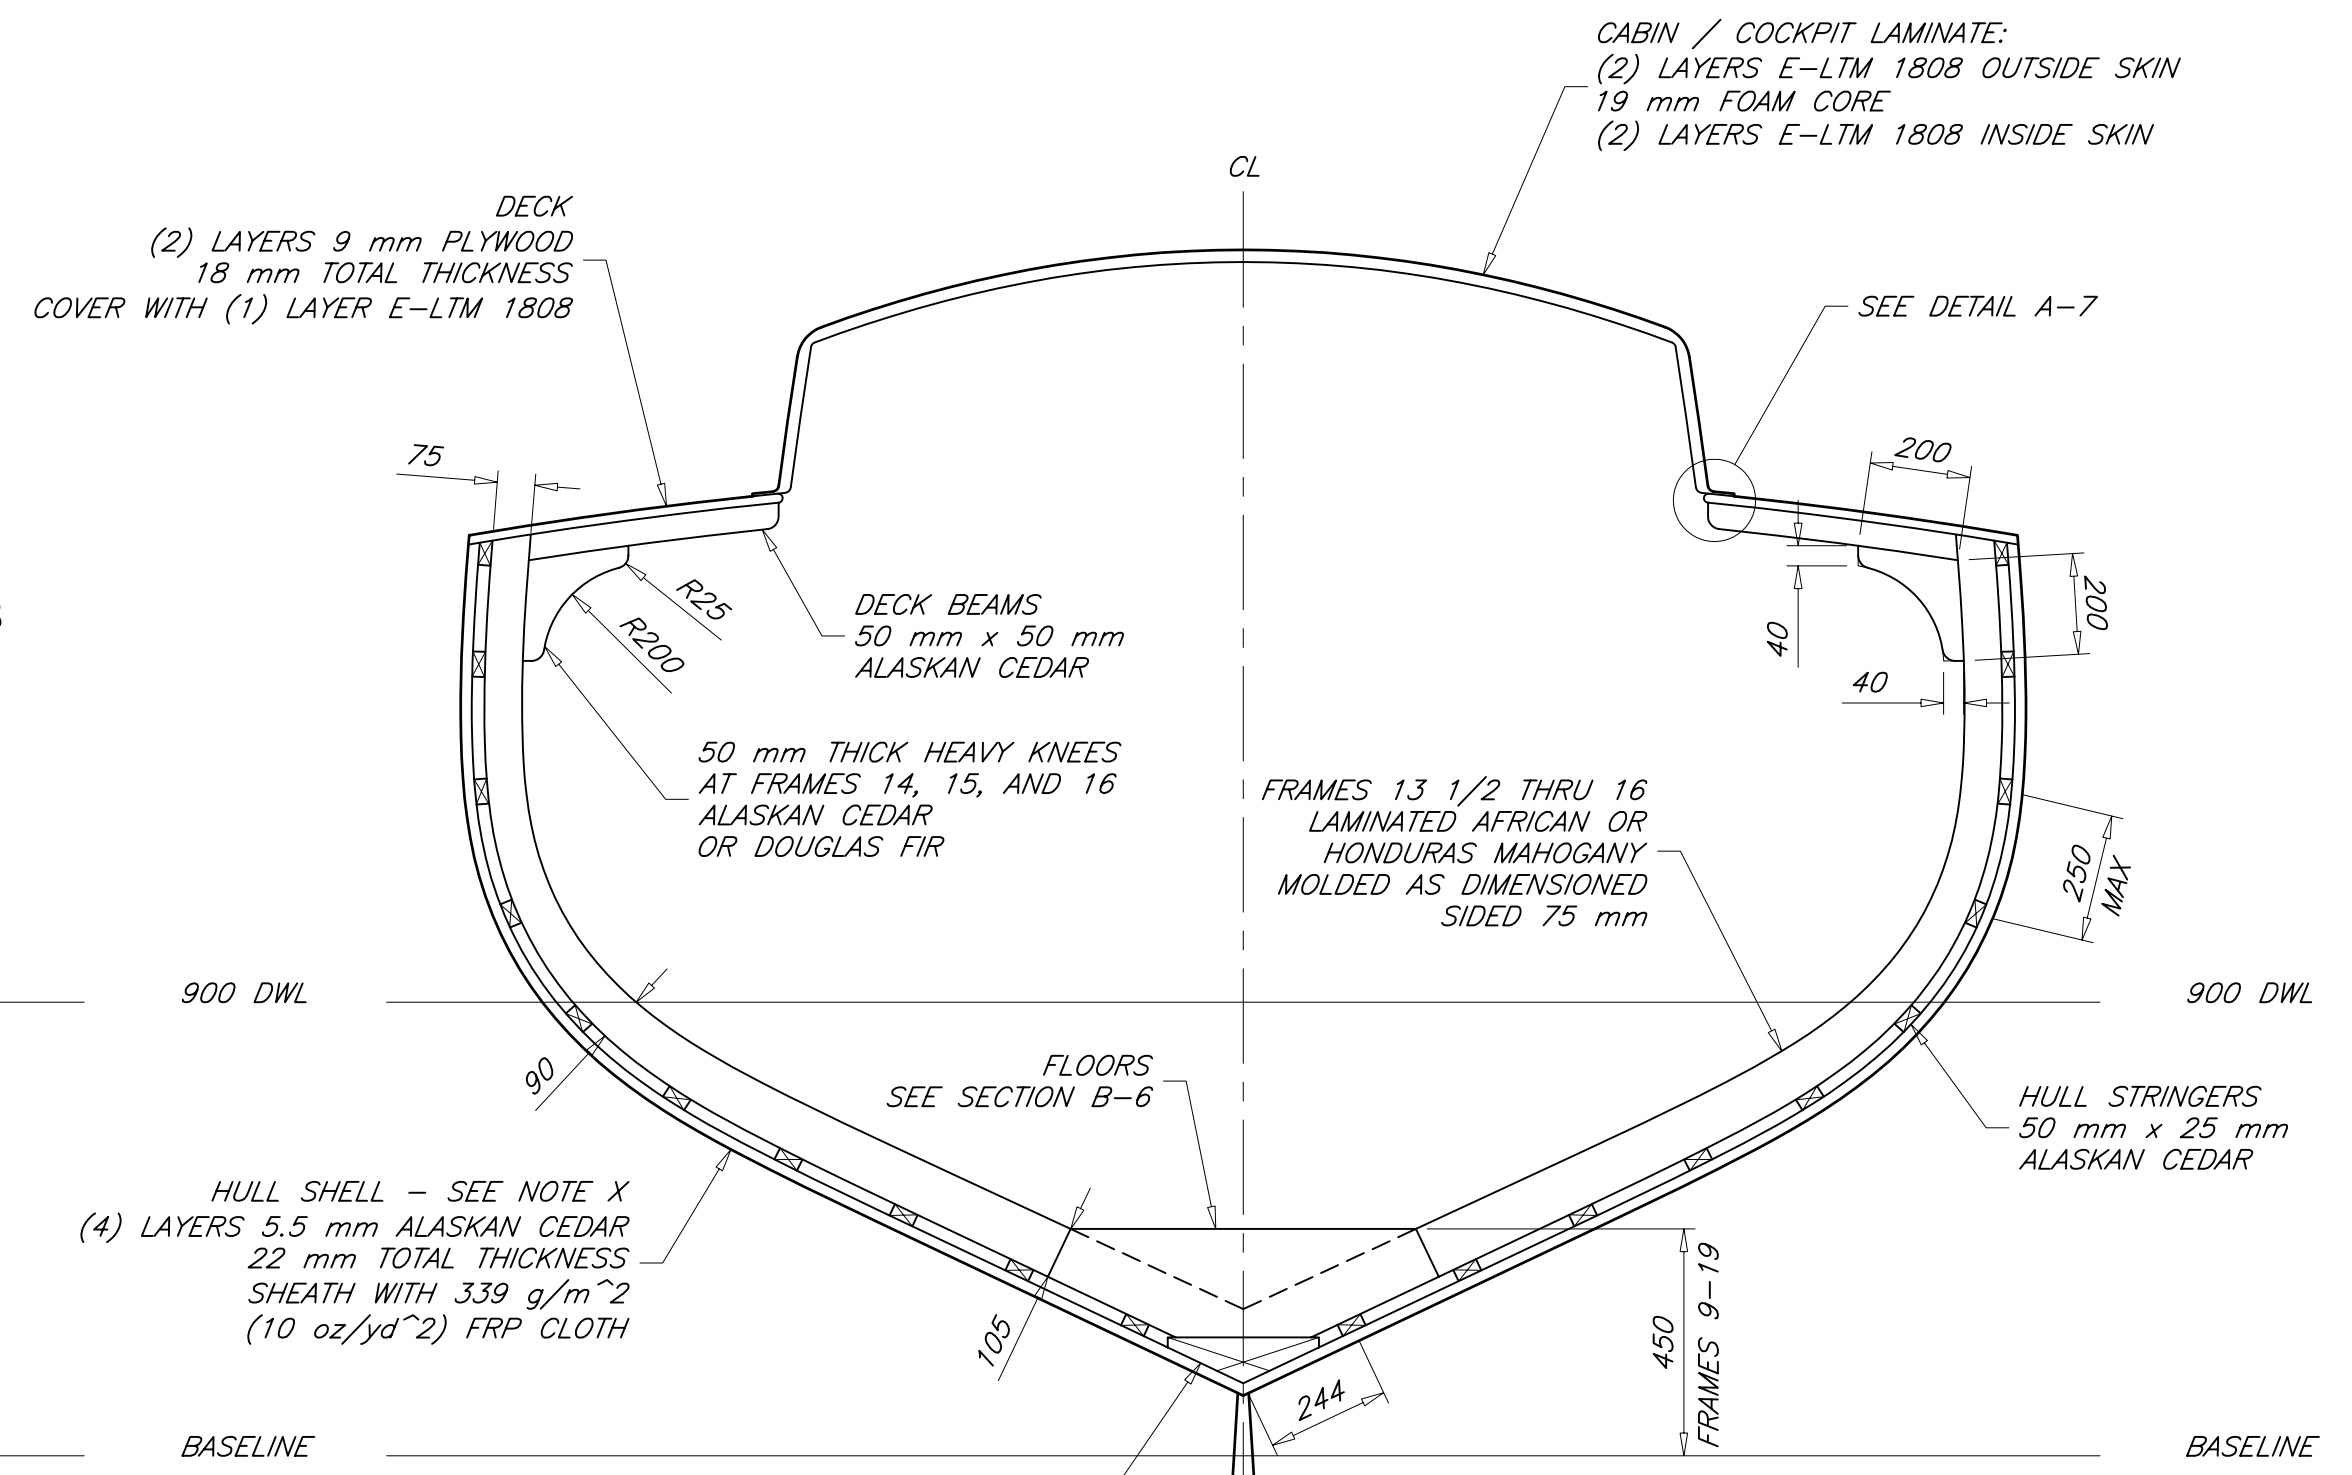 CABIN / COCKPIT LAMINATE:
(2) LAYERS E-LTM 1808 OUTSIDE SKIN
19 mm FOAM CORE
(2) LAYERS E-LTM 1808 INSIDE SKIN
CL
DECK
(2) LAYERS 9 mm PLYWOOD
18 mm TOTAL THICKNESS
COVER WITH (1) LAYER E-LTM 1808
SEE DETAIL A-7
75
200
200
40
40
R25
R200
DECK BEAMS
50 mm x 50 mm
ALASKAN CEDAR
50 mm THICK HEAVY KNEES
AT FRAMES 14, 15, AND 16
ALASKAN CEDAR
OR DOUGLAS FIR
FRAMES 13 1/2 THRU 16
LAMINATED AFRICAN OR
HONDURAS MAHOGANY
MOLDED AS DIMENSIONED
SIDED 75 mm
250
MAX
900 DWL
900 DWL
90
FLOORS
SEE SECTION B-6
HULL STRINGERS
50 mm x 25 mm
ALASKAN CEDAR
HULL SHELL - SEE NOTE X
(4) LAYERS 5.5 mm ALASKAN CEDAR
22 mm TOTAL THICKNESS
SHEATH WITH 339 g/m^2
(10 oz/yd^2) FRP CLOTH
105
244
450
FRAMES 9-19
BASELINE
BASELINE